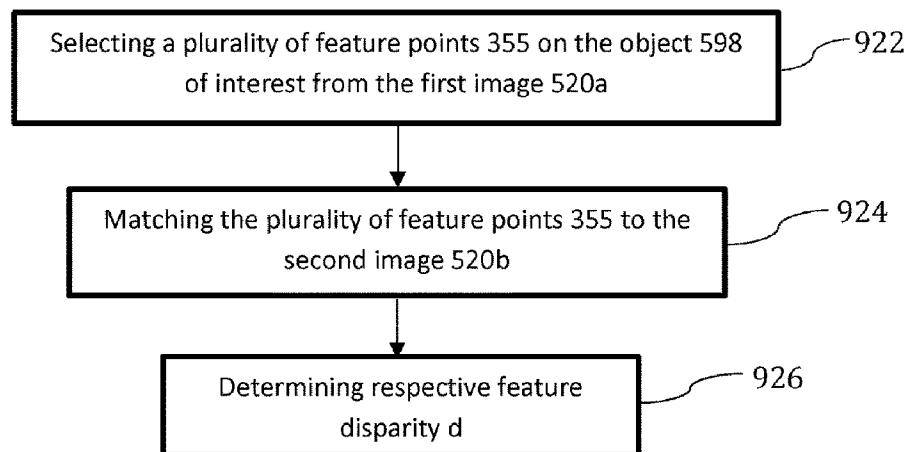 Selecting a plurality of feature points 355 on the object 598
of interest from the first image 520a
922
Matching the plurality of feature points 355 to the
second image 520b
924
Determining respective feature
disparity d
926